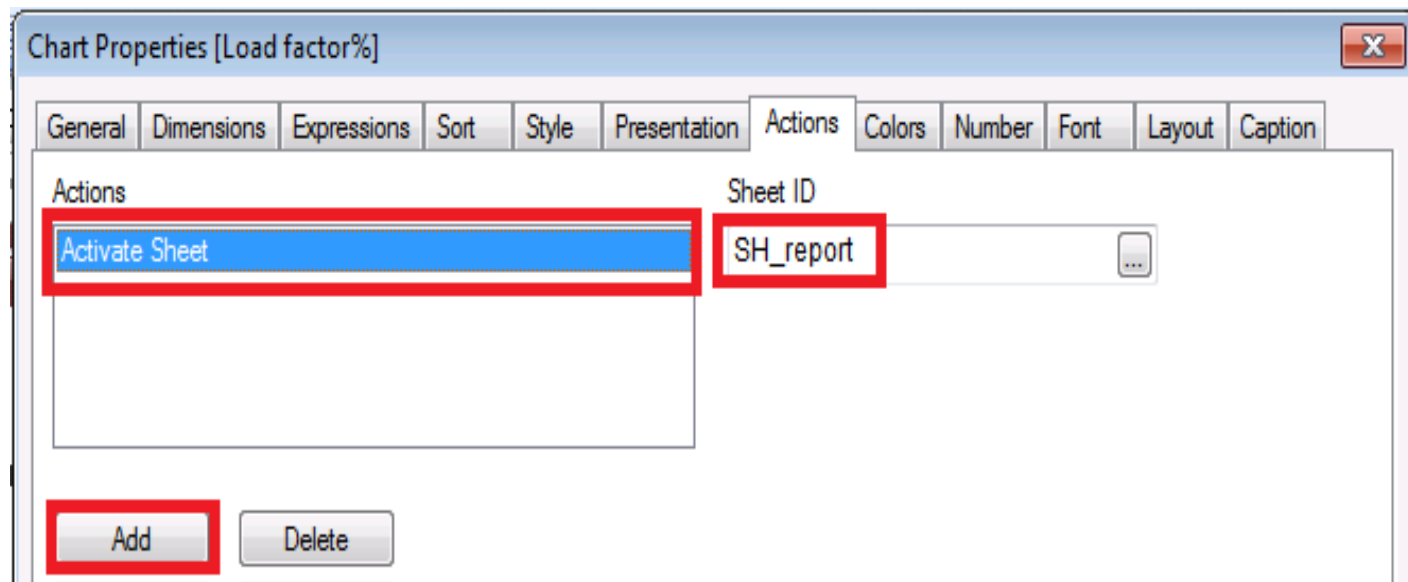 Chart Properties [Load factor%]
General Dimensions Expressions Sort Style Presentation Actions Colors Number Font Layout Caption
Actions Sheet ID
Activate Sheet SH_report ...
Add Delete